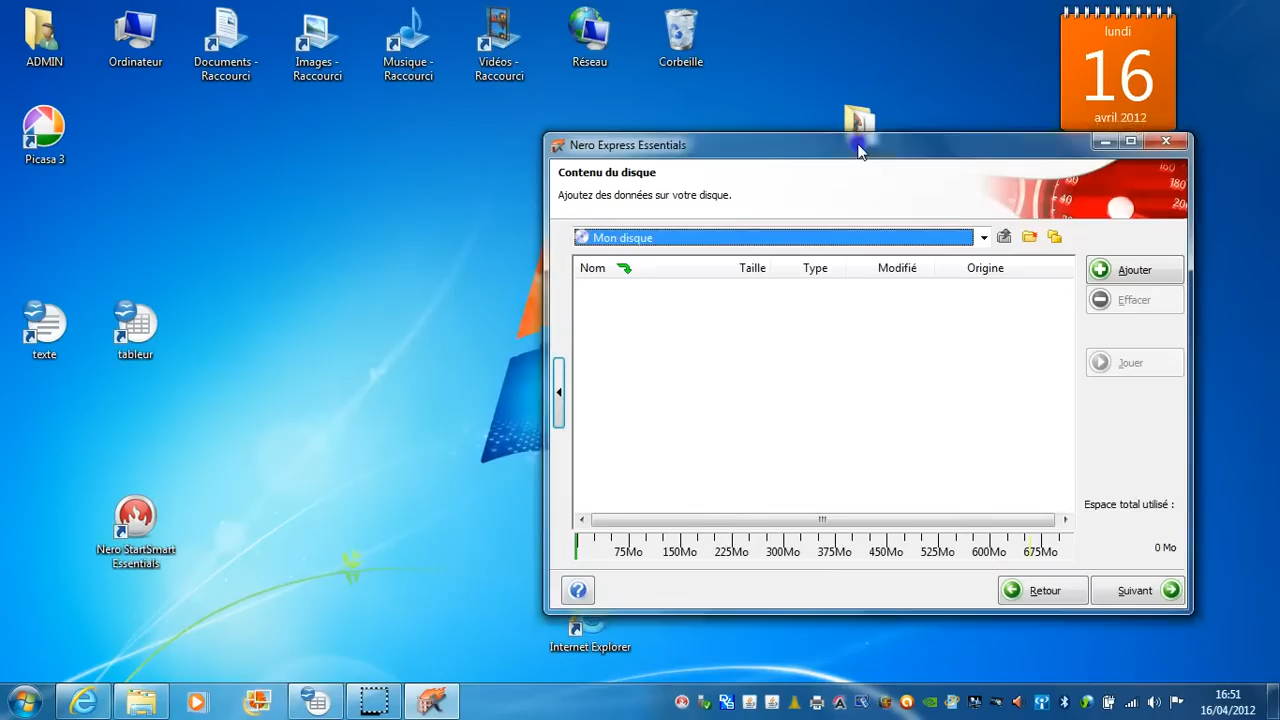 ADMIN
Ordinateur
Documents -
Raccourci
Images -
Raccourci
Musique -
Raccourci
Vidéos -
Raccourci
Réseau
Corbeille
lundi
16
avril 2012
Picasa 3
texte
tableur
Nero StartSmart
Essentials
Internet Explorer
Nero Express Essentials
Contenu du disque
Ajoutez des données sur votre disque.
Mon disque
Nom Taille Type Modifié Origine
Ajouter
Effacer
Jouer
Espace total utilisé :
0 Mo
75Mo 150Mo 225Mo 300Mo 375Mo 450Mo 525Mo 600Mo 675Mo
Retour
Suivant
16:51
16/04/2012